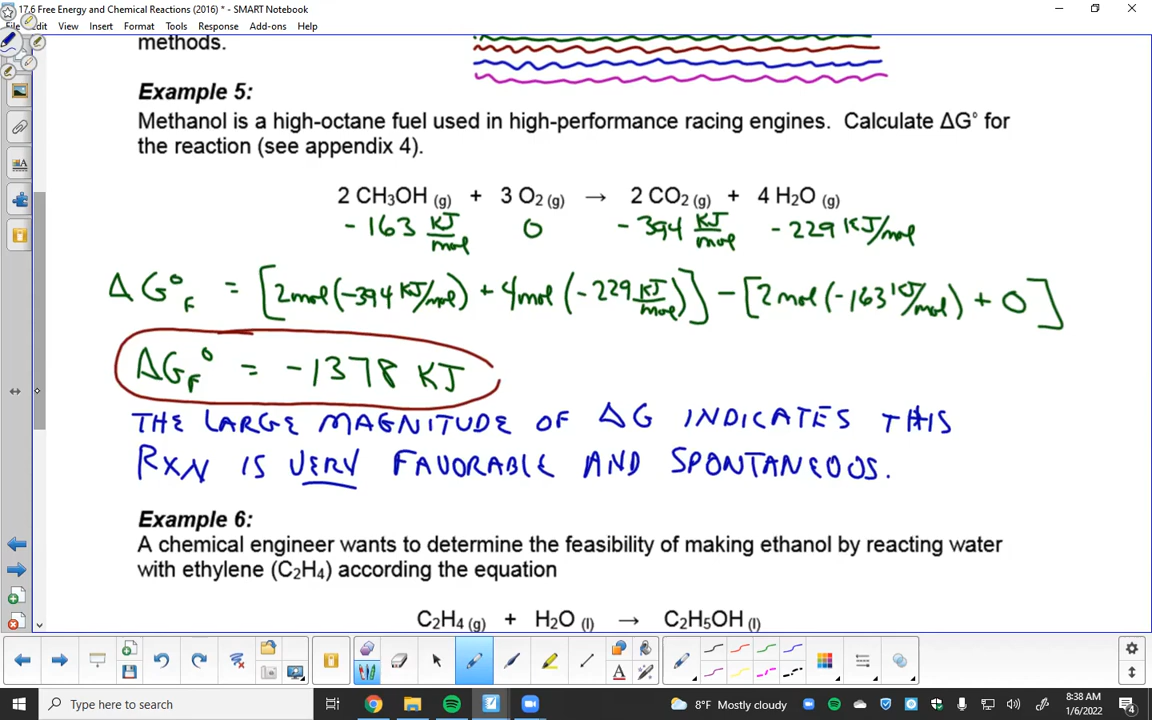 17.6 Free Energy and Chemical Reactions (2016) * - SMART Notebook
File Edit View Insert Format Tools Response Add-ons Help
methods.
Example 5:
Methanol is a high-octane fuel used in high-performance racing engines. Calculate ΔG° for
the reaction (see appendix 4).
2 CH₃OH (g) + 3 O₂ (g) → 2 CO₂ (g) + 4 H₂O (g)
-163 KJ/mol 0 -394 KJ/mol -229 KJ/mol
ΔG°F = [2mol(-394 KJ/mol) + 4mol(-229 KJ/mol)] - [2mol(-163 KJ/mol) + 0]
ΔGF° = -1378 KJ
THE LARGE MAGNITUDE OF ΔG INDICATES THIS
RXN IS VERY FAVORABLE AND SPONTANEOUS.
Example 6:
A chemical engineer wants to determine the feasibility of making ethanol by reacting water
with ethylene (C₂H₄) according the equation
C₂H₄ (g) + H₂O (l) → C₂H₅OH (l)
Type here to search
8°F Mostly cloudy
8:38 AM
1/6/2022
4